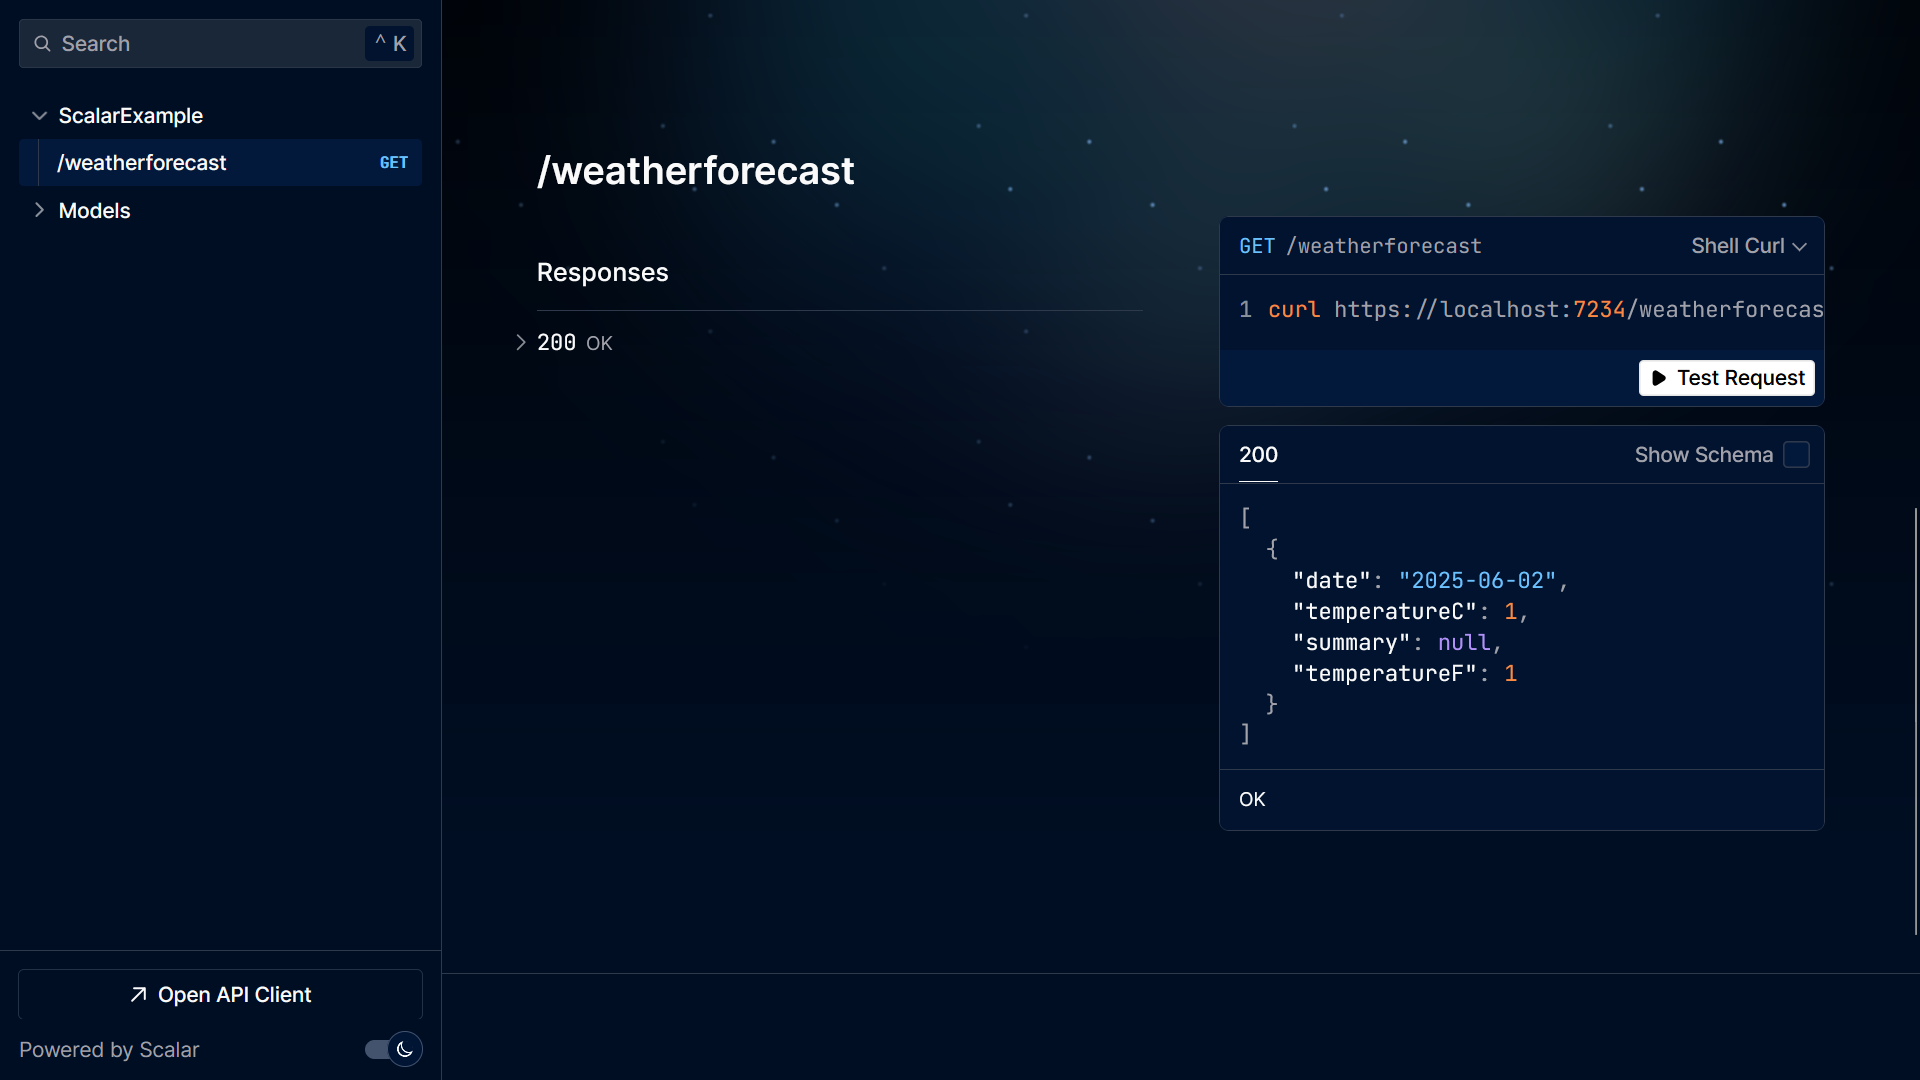 Search
^ K
ScalarExample
/weatherforecast GET
Models
Open API Client
Powered by Scalar
/weatherforecast
Responses
200 OK
GET /weatherforecast Shell Curl
1 curl https://localhost:7234/weatherforecas
Test Request
200 Show Schema
[
{
"date": "2025-06-02",
"temperatureC": 1,
"summary": null,
"temperatureF": 1
}
]
OK